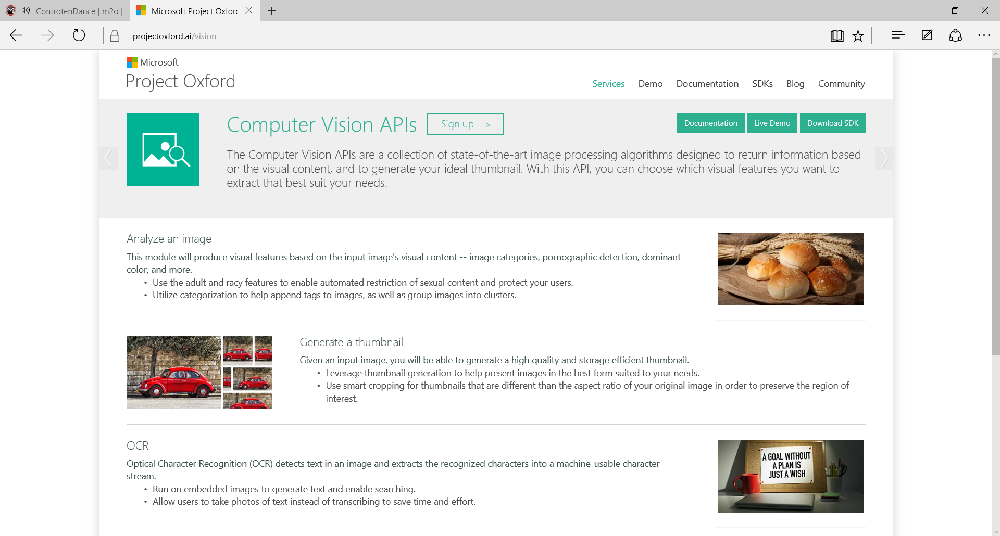 ControtenDance | m2o |
Microsoft Project Oxforc
projectoxford.ai/vision
Microsoft
Project Oxford
Services Demo Documentation SDKs Blog Community
Computer Vision APIs
Sign up >
Documentation Live Demo Download SDK
The Computer Vision APIs are a collection of state-of-the-art image processing algorithms designed to return information based
on the visual content, and to generate your ideal thumbnail. With this API, you can choose which visual features you want to
extract that best suit your needs.
Analyze an image
This module will produce visual features based on the input image's visual content -- image categories, pornographic detection, dominant
color, and more.
• Use the adult and racy features to enable automated restriction of sexual content and protect your users.
• Utilize categorization to help append tags to images, as well as group images into clusters.
Generate a thumbnail
Given an input image, you will be able to generate a high quality and storage efficient thumbnail.
• Leverage thumbnail generation to help present images in the best form suited to your needs.
• Use smart cropping for thumbnails that are different than the aspect ratio of your original image in order to preserve the region of
interest.
OCR
Optical Character Recognition (OCR) detects text in an image and extracts the recognized characters into a machine-usable character
stream.
• Run on embedded images to generate text and enable searching.
• Allow users to take photos of text instead of transcribing to save time and effort.
A GOAL WITHOUT
A PLAN IS
JUST A WISH